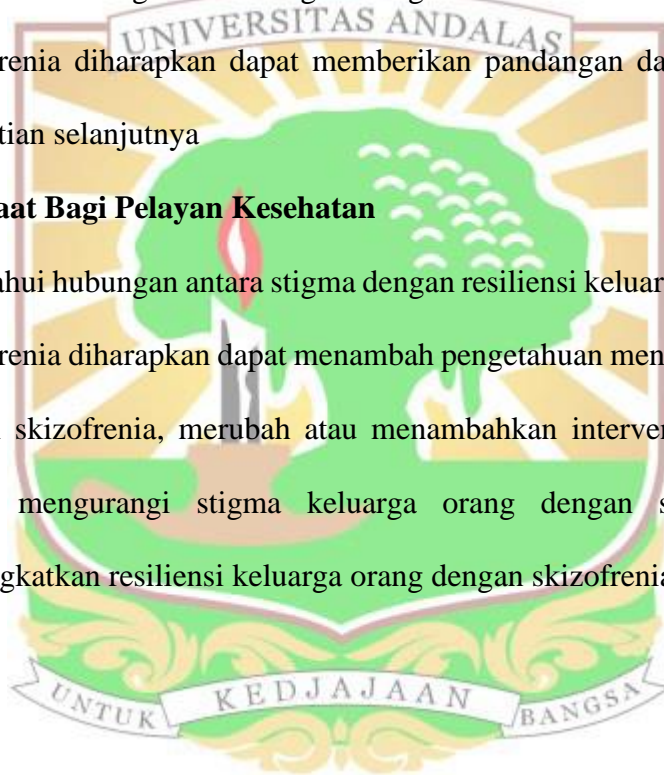 UNIVERSITAS ANDALAS
renia diharapkan dapat memberikan pandangan da
tian selanjutnya
aat Bagi Pelayan Kesehatan
ahui hubungan antara stigma dengan resiliensi keluar
renia diharapkan dapat menambah pengetahuan men
skizofrenia, merubah atau menambahkan interven
mengurangi stigma keluarga orang dengan s
gkatkan resiliensi keluarga orang dengan skizofrenia
UNTUK KEDJAJAAN BANGSA